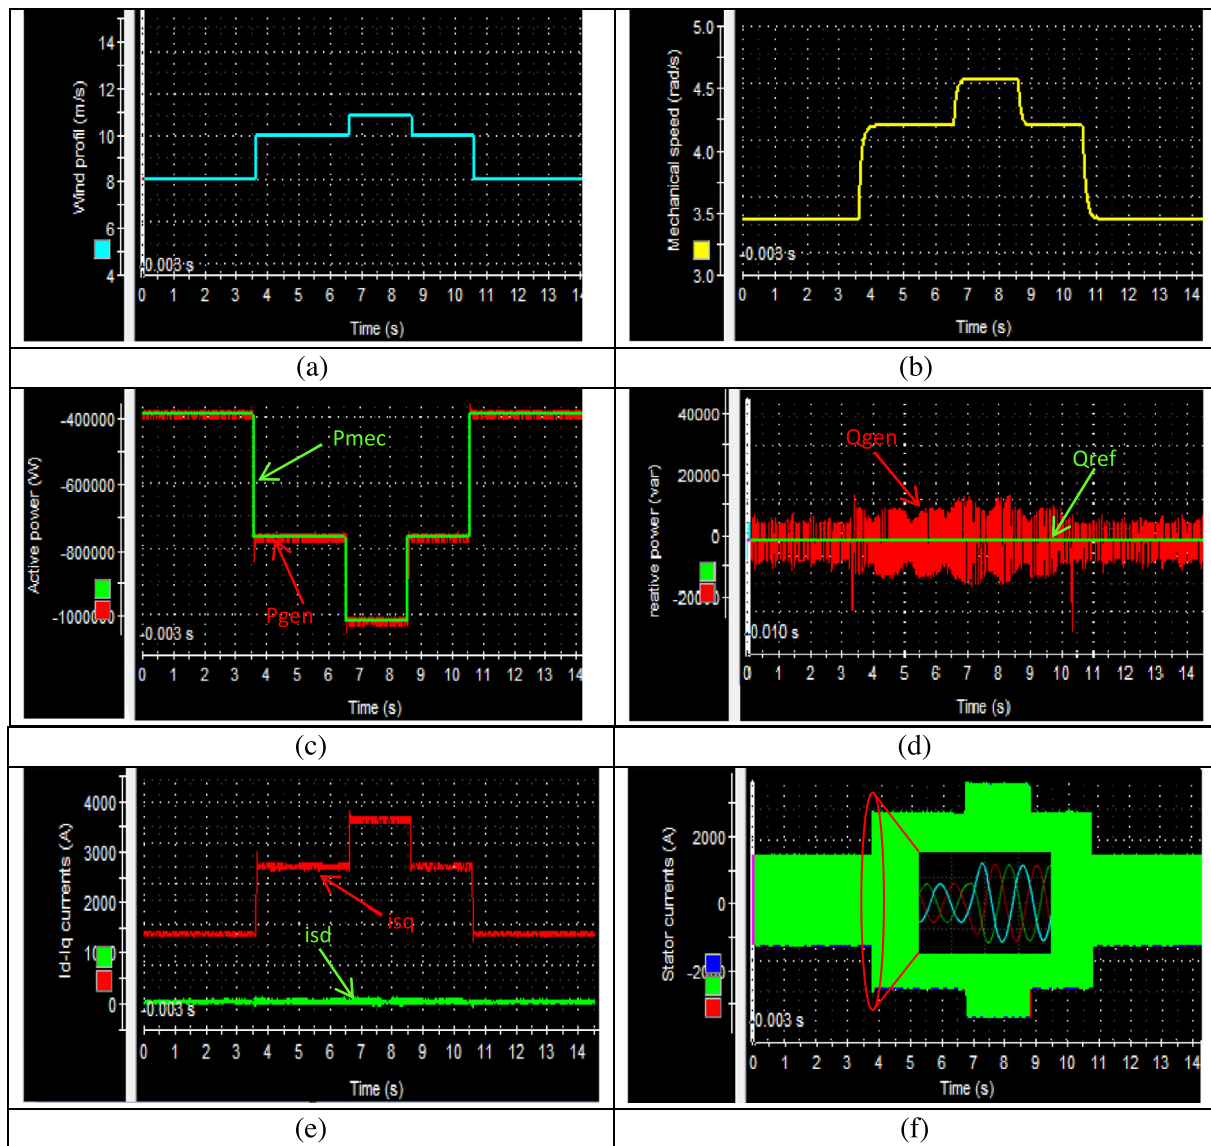 Wind profil (m/s)
14
12
10
8
6
4
-0.003 s
0 1 2 3 4 5 6 7 8 9 10 11 12 13 14
Time (s)
(a)
Mechanical speed (rad/s)
5.0
4.5
4.0
3.5
3.0
-0.003 s
0 1 2 3 4 5 6 7 8 9 10 11 12 13 14
Time (s)
(b)
Active power (W)
-400000
-600000
-800000
-1000000
Pmec
Pgen
-0.003 s
0 1 2 3 4 5 6 7 8 9 10 11 12 13 14
Time (s)
(c)
reative power (var)
40000
20000
0
-20000
Qgen
Qref
-0.010 s
0 1 2 3 4 5 6 7 8 9 10 11 12 13 14
Time (s)
(d)
Id-Iq currents (A)
4000
3000
2000
1000
0
isq
isd
-0.003 s
0 1 2 3 4 5 6 7 8 9 10 11 12 13 14
Time (s)
(e)
Stator currents (A)
2000
0
-2000
-0.003 s
0 1 2 3 4 5 6 7 8 9 10 11 12 13 14
Time (s)
(f)